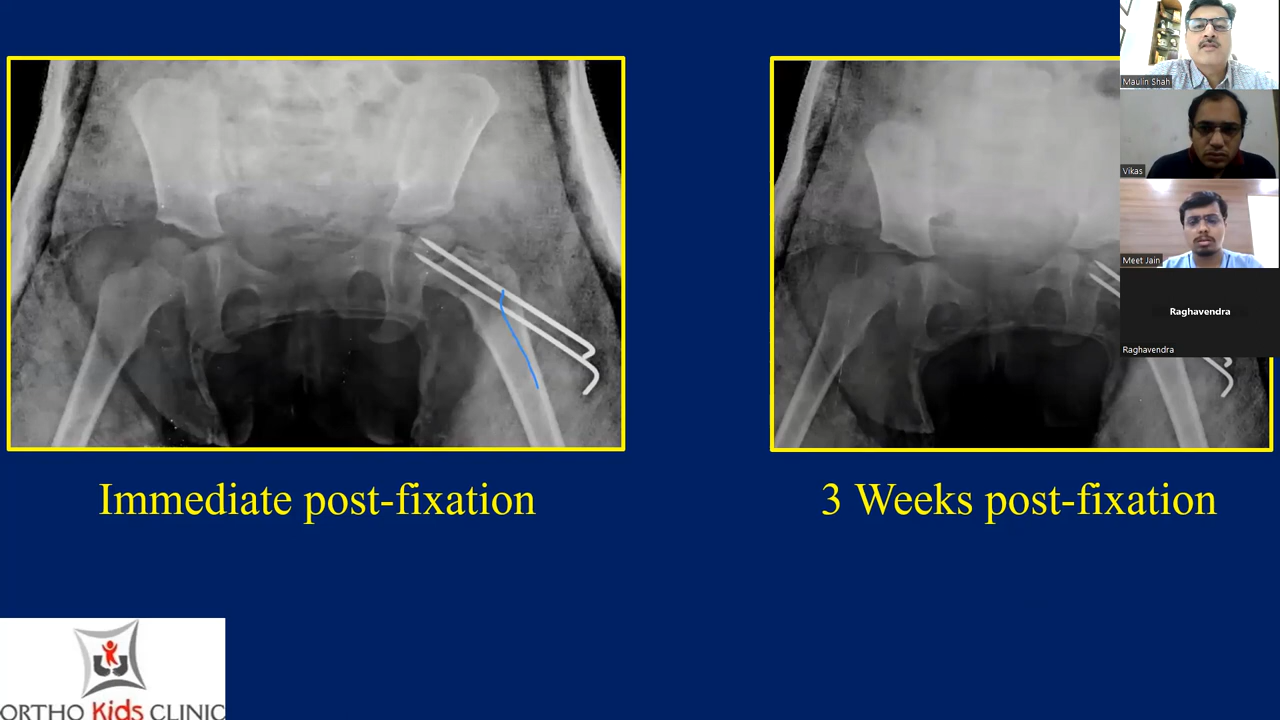 Maulin Shah
Vikas
Meet Jain
Raghavendra
Raghavendra
Immediate post-fixation
3 Weeks post-fixation
ORTHO Kids CLINIC